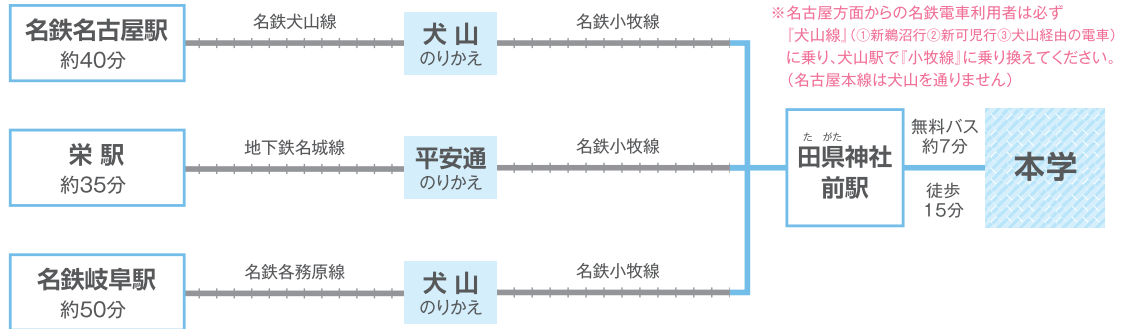 名鉄名古屋駅
約40分
名鉄犬山線
犬山
のりかえ
名鉄小牧線
※名古屋方面からの名鉄電車利用者は必ず
『犬山線』(①新鵜沼行②新可児行③犬山経由の電車)
に乗り、犬山駅で『小牧線』に乗り換えてください。
(名古屋本線は犬山を通りません)
栄駅
約35分
地下鉄名城線
平安通
のりかえ
名鉄小牧線
た がた
田県神社
前駅
無料バス
約7分
徒歩
15分
本学
名鉄岐阜駅
約50分
名鉄各務原線
犬山
のりかえ
名鉄小牧線